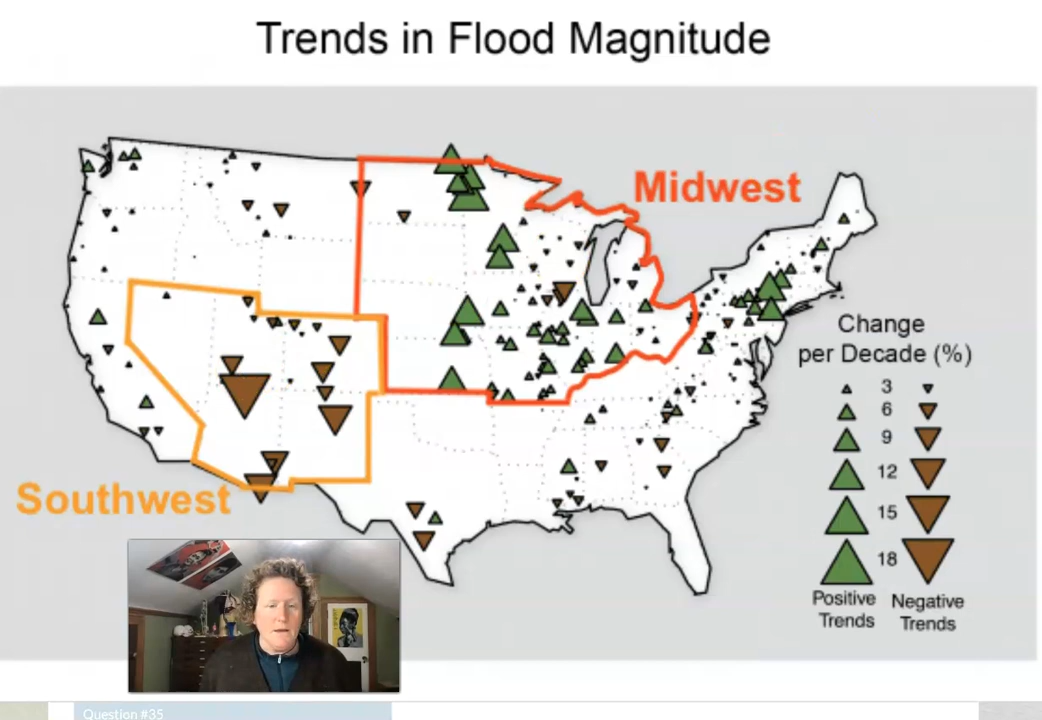 Trends in Flood Magnitude
Midwest
Southwest
Change
per Decade (%)
3
6
9
12
15
18
Positive
Trends
Negative
Trends
Question #35